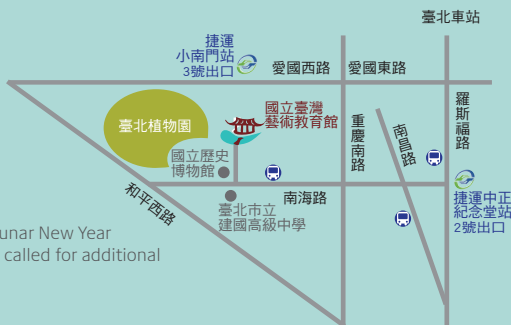 臺北車站
捷運
小南門站
3號出口
愛國西路
愛國東路
國立臺灣
藝術教育館
臺北植物園
重慶南路
南昌路
羅斯福路
國立歷史
博物館
和平西路
南海路
捷運中正
紀念堂站
2號出口
臺北市立
建國高級中學
unar New Year
called for additional